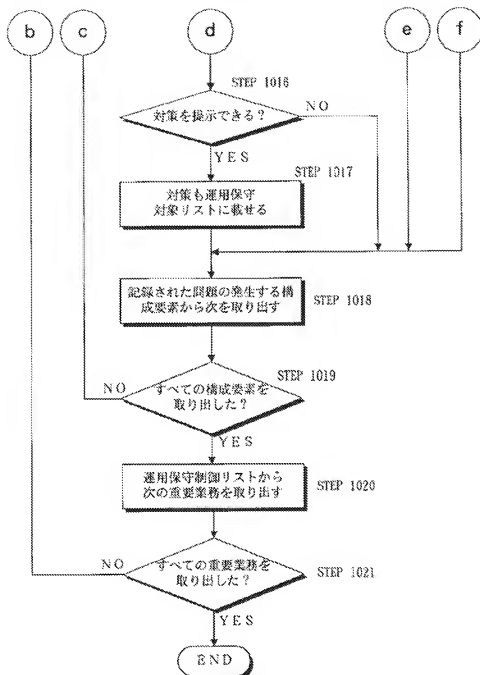 b
c
d
e
f
STEP 1016
対策を提示できる？
NO
YES
STEP 1017
対策も運用保守
対象リストに載せる
記録された問題の発生する構
成要素から次を取り出す
STEP 1018
STEP 1019
NO
すべての構成要素を
取り出した？
YES
運用保守制御リストから
次の重要業務を取り出す
STEP 1020
NO
すべての重要業務を
取り出した？
STEP 1021
YES
END